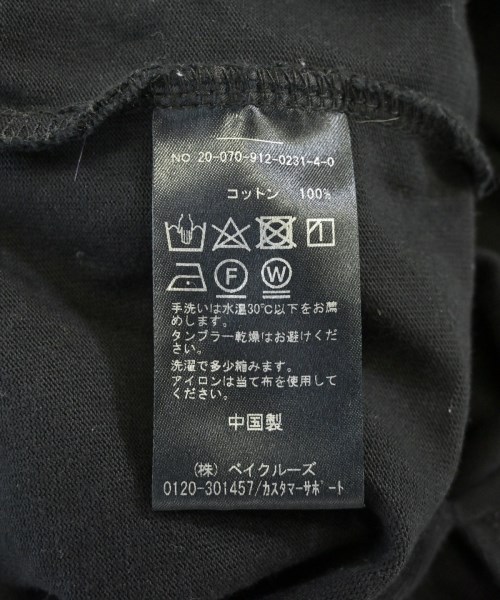 NO 20-070-912-0231-4-0
コットン 100%
F W
手洗いは水温30℃以下をお薦
めします。
タンブラー乾燥はお避けくだ
さい。
洗濯で多少縮みます。
アイロンは当て布を使用して
ください。
中国製
(株) ベイクルーズ
0120-301457/カスタマーサポート